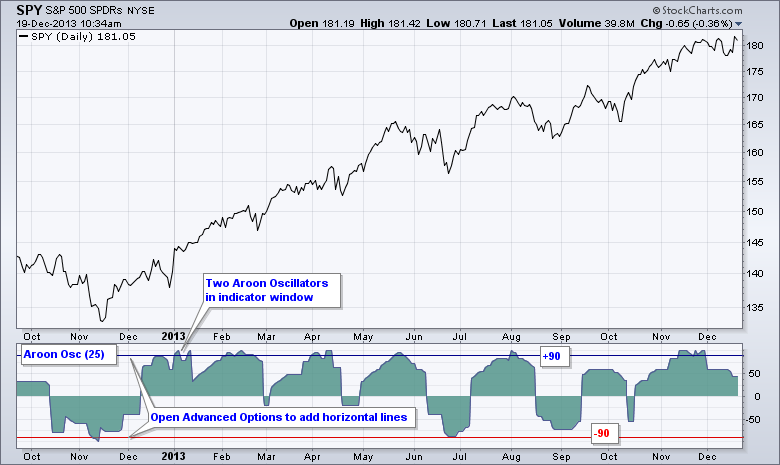 SPY S&P 500 SPDRs NYSE
© StockCharts.com
19-Dec-2013 10:34am
Open 181.19 High 181.42 Low 180.71 Last 181.05 Volume 39.8M Chg -0.65 (-0.36%)
SPY (Daily) 181.05
180
175
170
165
160
155
150
145
140
135
Two Aroon Oscillators
in indicator window
Oct Nov Dec 2013 Feb Mar Apr May Jun Jul Aug Sep Oct Nov Dec
Aroon Osc (25)
+90
50
0
Open Advanced Options to add horizontal lines
-50
-90
Oct Nov Dec 2013 Feb Mar Apr May Jun Jul Aug Sep Oct Nov Dec